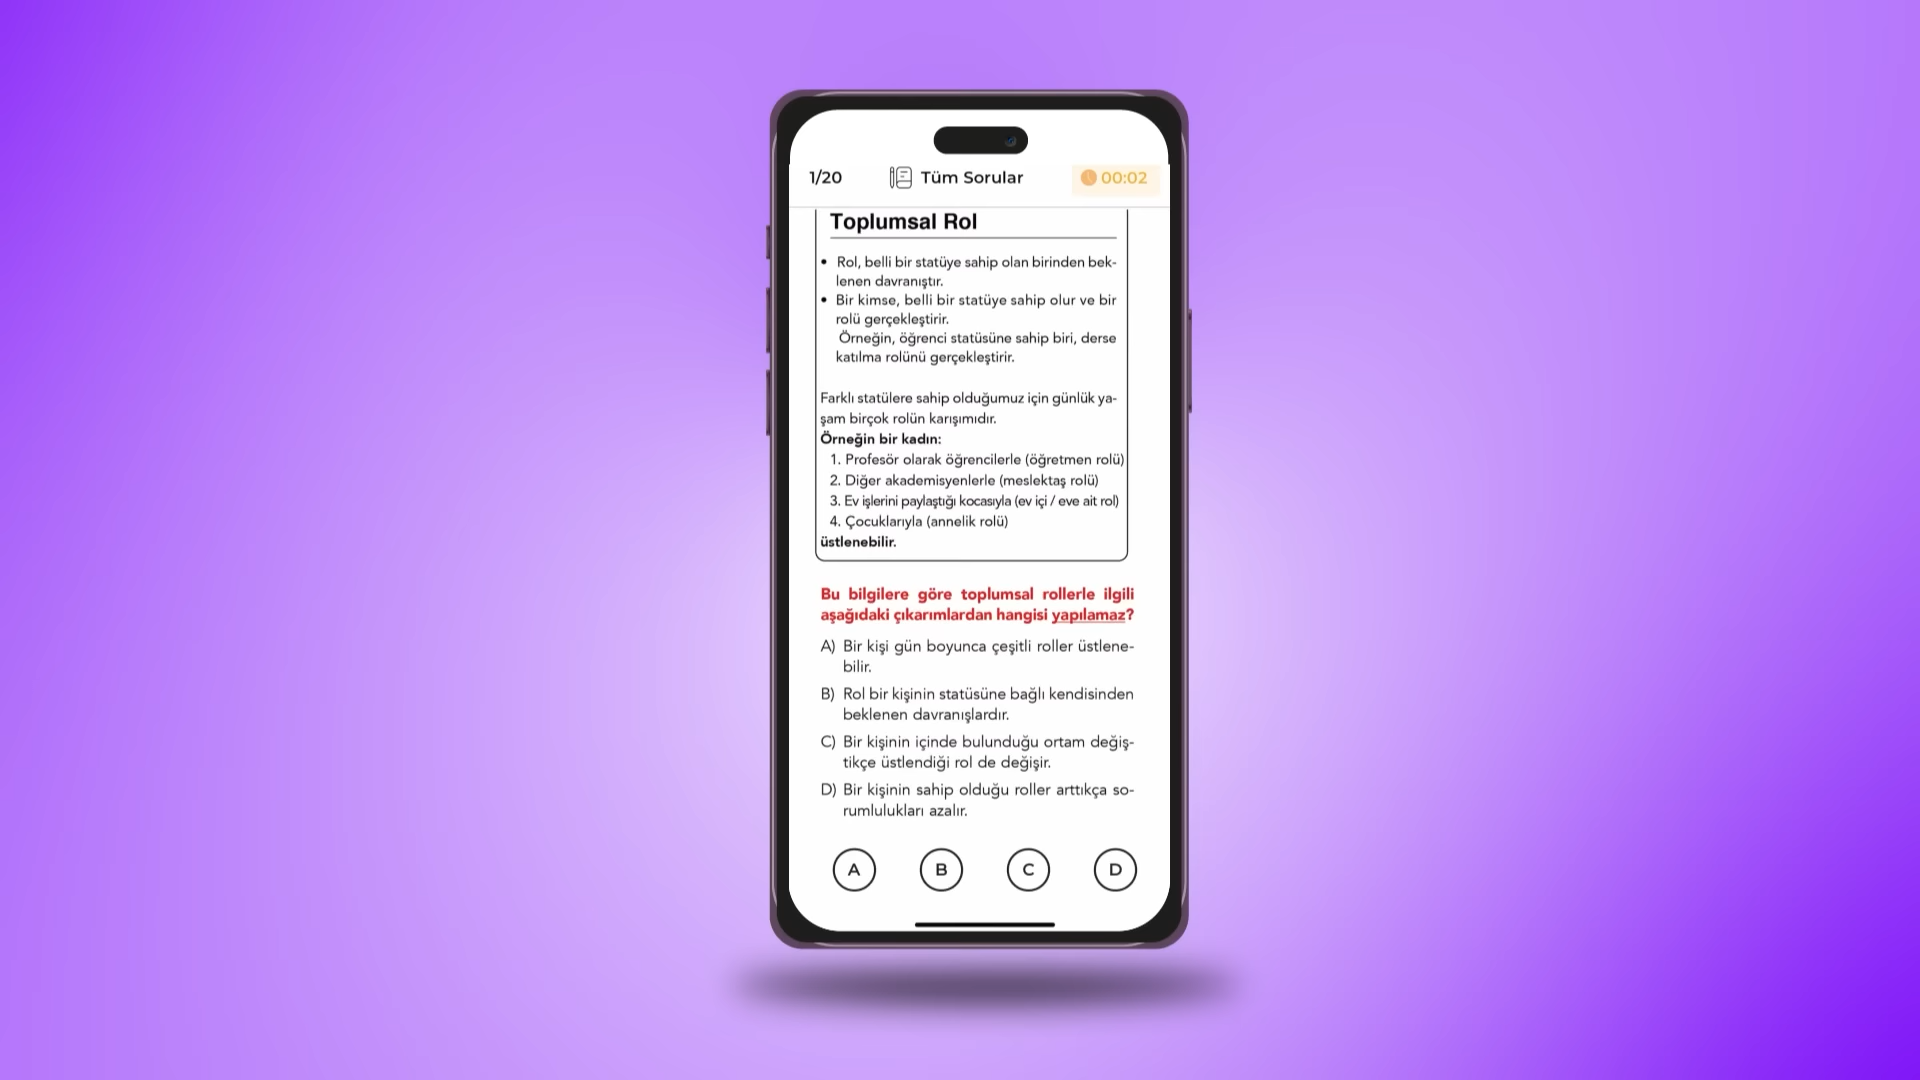 1/20 Tüm Sorular 00:02
Toplumsal Rol
• Rol, belli bir statüye sahip olan birinden bek-
lenen davranıştır.
• Bir kimse, belli bir statüye sahip olur ve bir
rolü gerçekleştirir.
Örneğin, öğrenci statüsüne sahip biri, derse
katılma rolünü gerçekleştirir.
Farklı statülere sahip olduğumuz için günlük ya-
şam birçok rolün karışımıdır.
Örneğin bir kadın:
1. Profesör olarak öğrencilerle (öğretmen rolü)
2. Diğer akademisyenlerle (meslektaş rolü)
3. Ev işlerini paylaştığı kocasıyla (ev içi / eve ait rol)
4. Çocuklarıyla (annelik rolü)
üstlenebilir.
Bu bilgilere göre toplumsal rollerle ilgili
aşağıdaki çıkarımlardan hangisi yapılamaz?
A) Bir kişi gün boyunca çeşitli roller üstlene-
bilir.
B) Rol bir kişinin statüsüne bağlı kendisinden
beklenen davranışlardır.
C) Bir kişinin içinde bulunduğu ortam değiş-
tikçe üstlendiği rol de değişir.
D) Bir kişinin sahip olduğu roller arttıkça so-
rumlulukları azalır.
A B C D